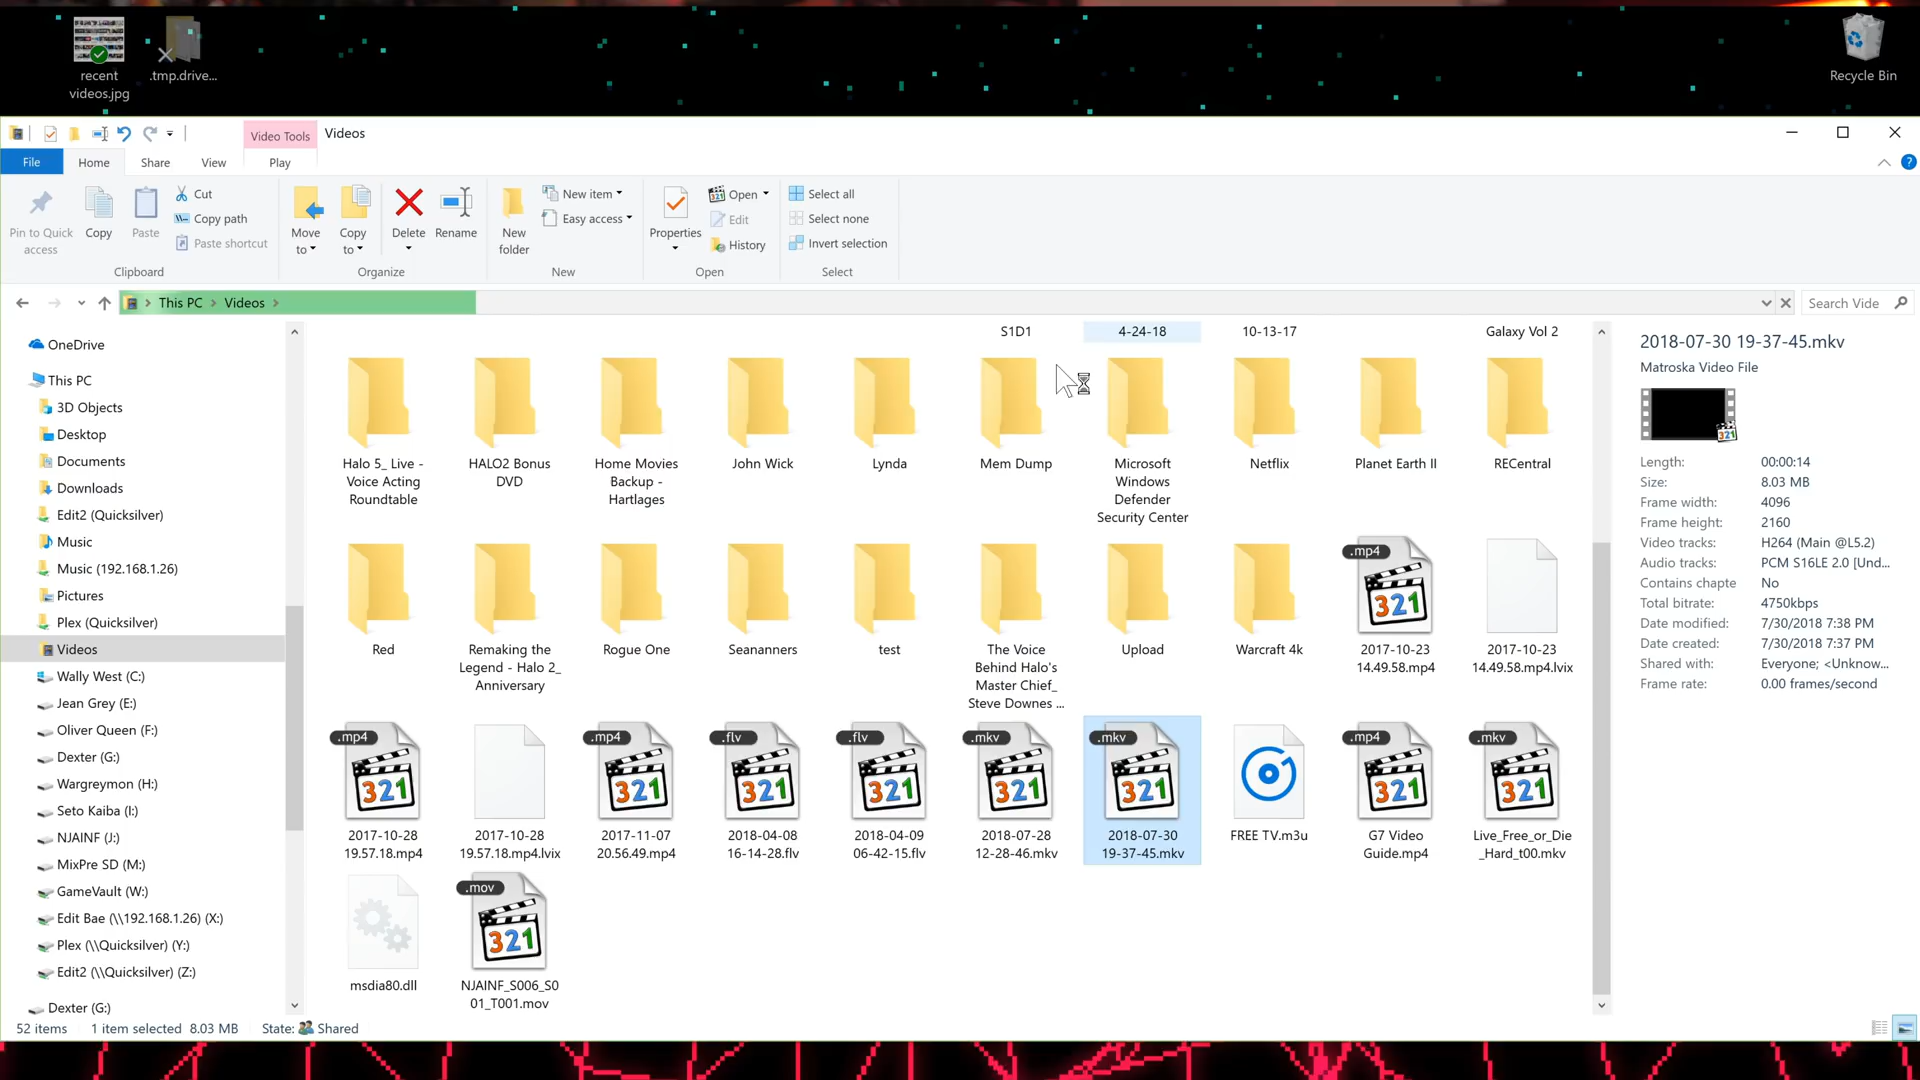 recent
videos.jpg
.tmp.drive...
Recycle Bin
Video Tools
Videos
File
Home
Share
View
Play
Pin to Quick
access
Copy
Paste
Cut
Copy path
Paste shortcut
Clipboard
Move
to
Copy
to
Delete
Rename
Organize
New
folder
New item
Easy access
New
Properties
Open
Edit
History
Open
Select all
Select none
Invert selection
Select
This PC
Videos
Search Vide
OneDrive
This PC
3D Objects
Desktop
Documents
Downloads
Edit2 (Quicksilver)
Music
Music (192.168.1.26)
Pictures
Plex (Quicksilver)
Videos
Wally West (C:)
Jean Grey (E:)
Oliver Queen (F:)
Dexter (G:)
Wargreymon (H:)
Seto Kaiba (I:)
NJAINF (J:)
MixPre SD (M:)
GameVault (W:)
Edit Bae (\\192.168.1.26) (X:)
Plex (\\Quicksilver) (Y:)
Edit2 (\\Quicksilver) (Z:)
Dexter (G:)
S1D1
4-24-18
10-13-17
Galaxy Vol 2
Halo 5_ Live -
Voice Acting
Roundtable
HALO2 Bonus
DVD
Home Movies
Backup -
Hartlages
John Wick
Lynda
Mem Dump
Microsoft
Windows
Defender
Security Center
Netflix
Planet Earth II
RECentral
Red
Remaking the
Legend - Halo 2_
Anniversary
Rogue One
Seananners
test
The Voice
Behind Halo's
Master Chief_
Steve Downes ...
Upload
Warcraft 4k
.mp4
321
2017-10-23
14.49.58.mp4
2017-10-23
14.49.58.mp4.lvix
.mp4
321
2017-10-28
19.57.18.mp4
2017-10-28
19.57.18.mp4.lvix
.mp4
321
2017-11-07
20.56.49.mp4
.flv
321
2018-04-08
16-14-28.flv
.flv
321
2018-04-09
06-42-15.flv
.mkv
321
2018-07-28
12-28-46.mkv
.mkv
321
2018-07-30
19-37-45.mkv
FREE TV.m3u
.mp4
321
G7 Video
Guide.mp4
.mkv
321
Live_Free_or_Die
_Hard_t00.mkv
msdia80.dll
.mov
321
NJAINF_S006_S0
01_T001.mov
2018-07-30 19-37-45.mkv
Matroska Video File
321
Length: 00:00:14
Size: 8.03 MB
Frame width: 4096
Frame height: 2160
Video tracks: H264 (Main @L5.2)
Audio tracks: PCM S16LE 2.0 [Und...
Contains chapte No
Total bitrate: 4750kbps
Date modified: 7/30/2018 7:38 PM
Date created: 7/30/2018 7:37 PM
Shared with: Everyone; <Unknow...
Frame rate: 0.00 frames/second
52 items 1 item selected 8.03 MB State: Shared